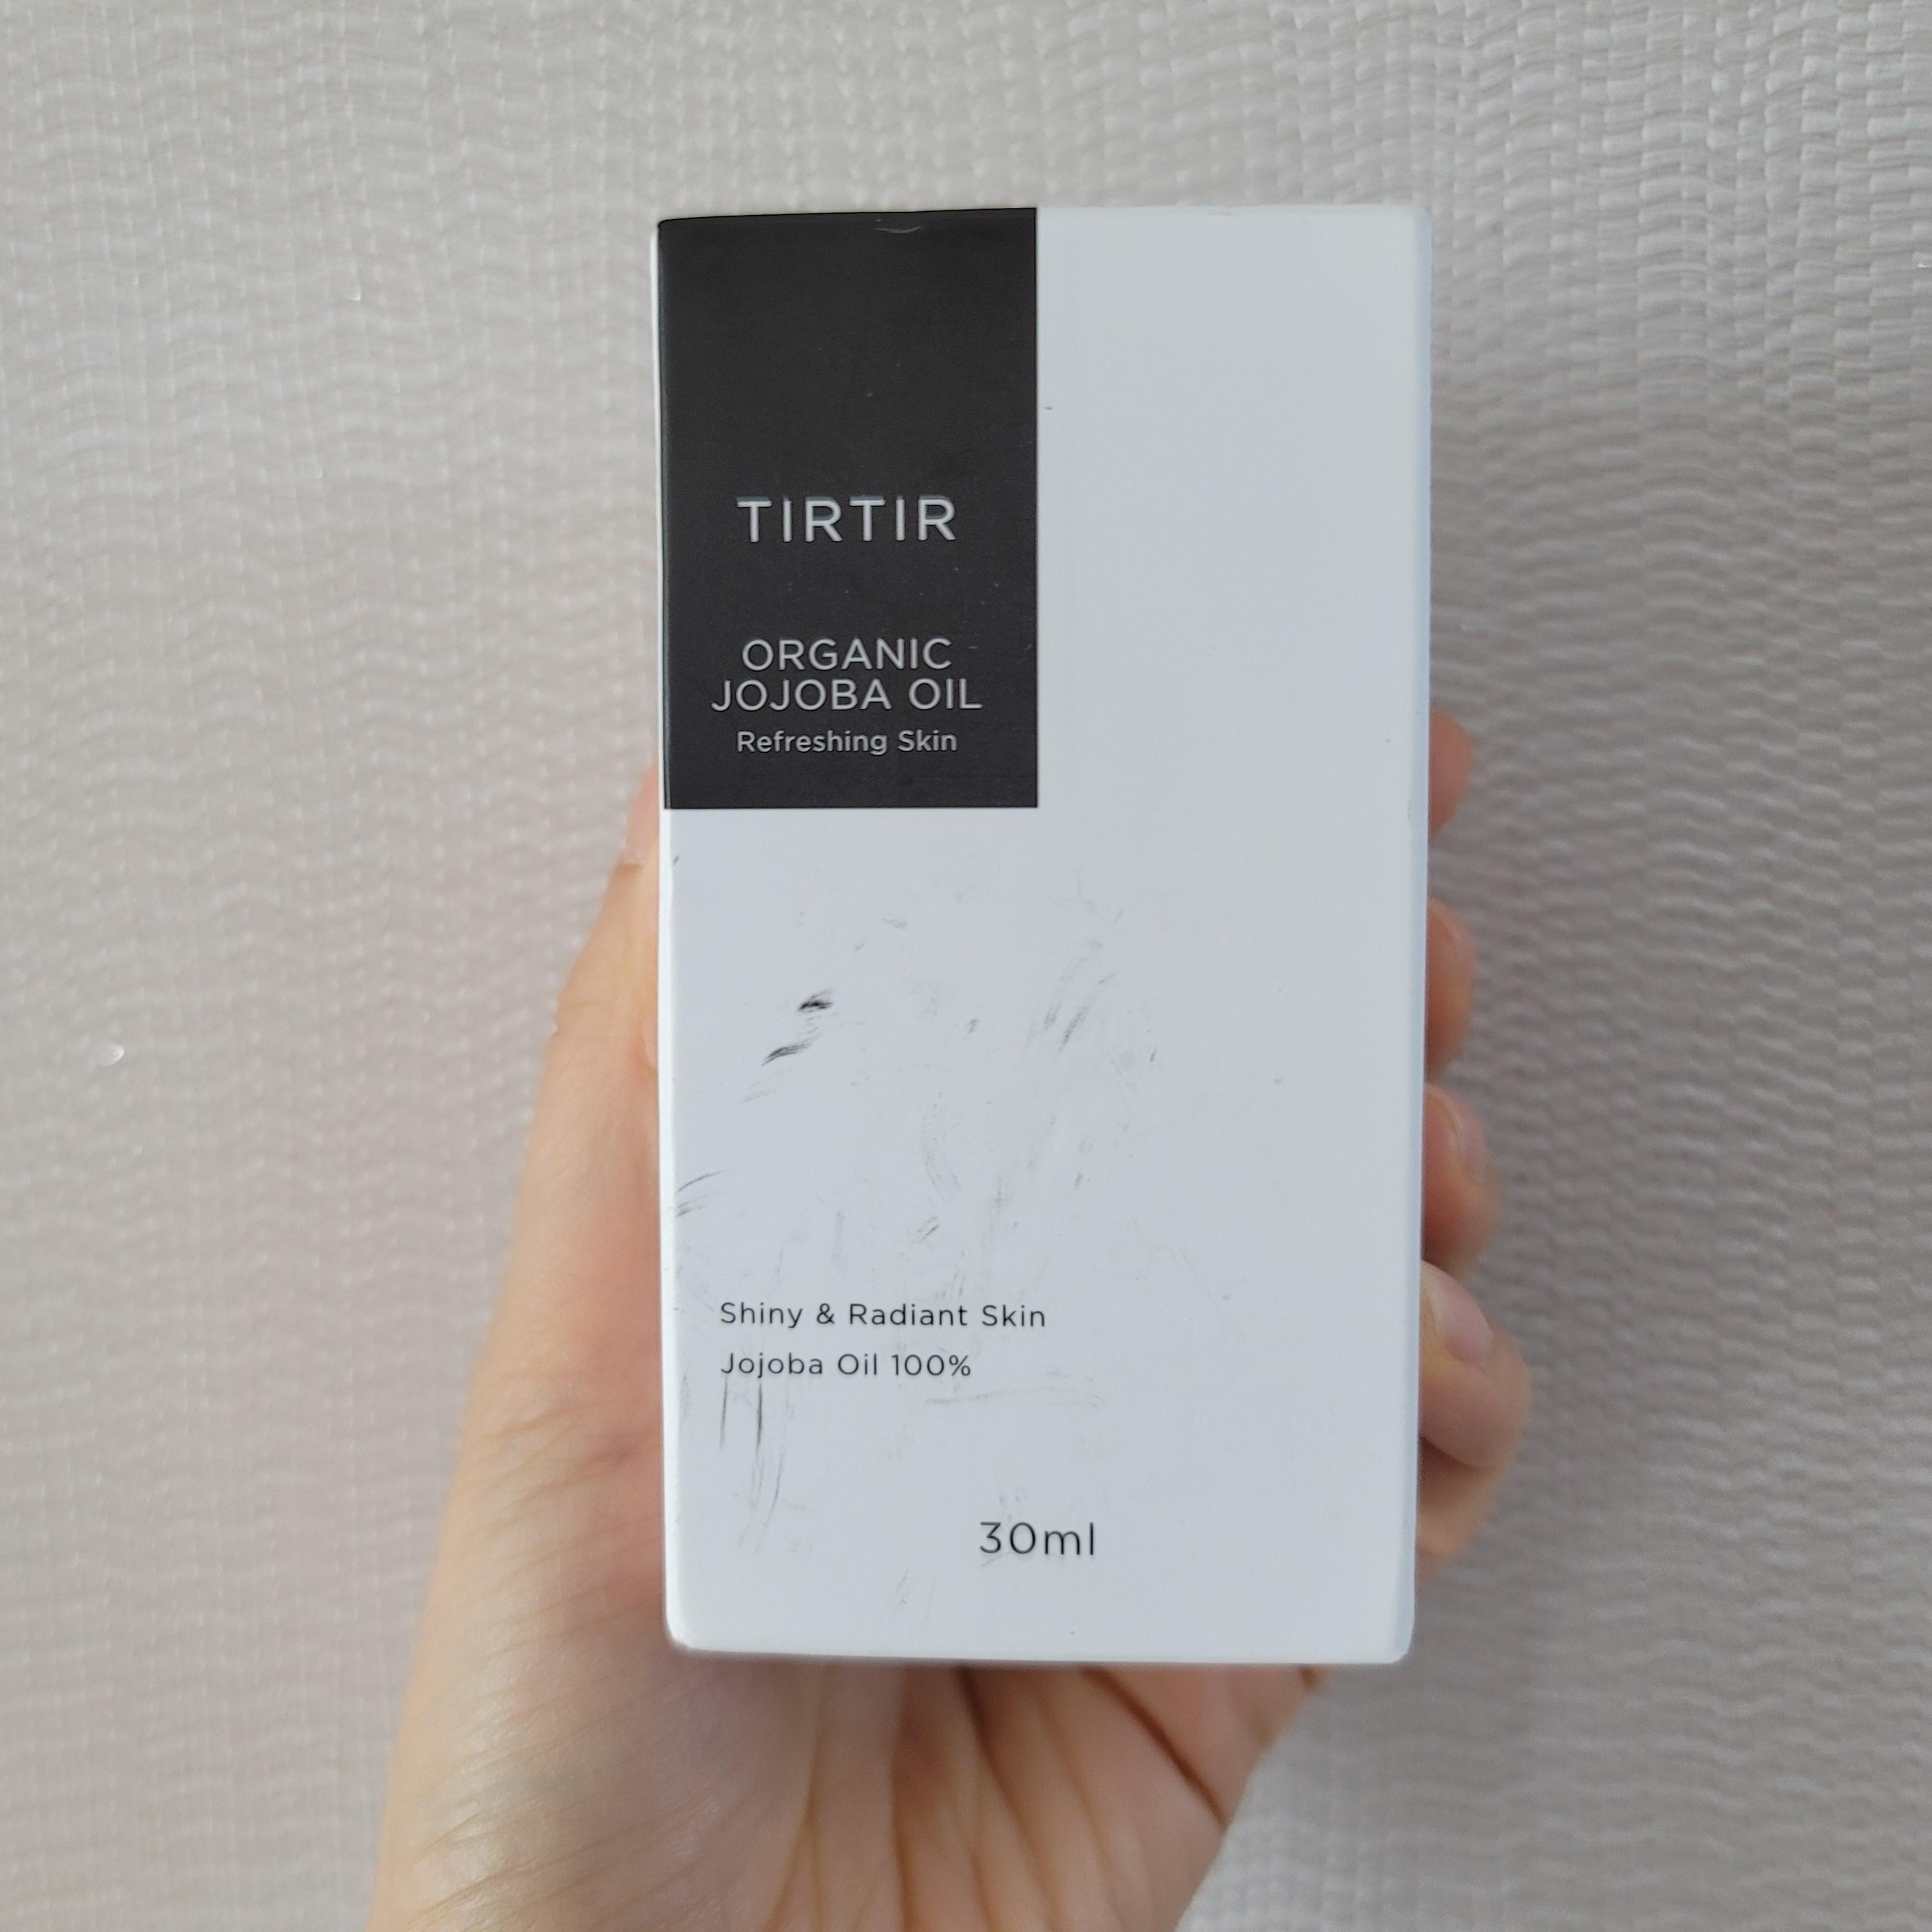 TIRTIR
ORGANIC
JOJOBA OIL
Refreshing Skin
Shiny & Radiant Skin
Jojoba Oil 100%
30ml